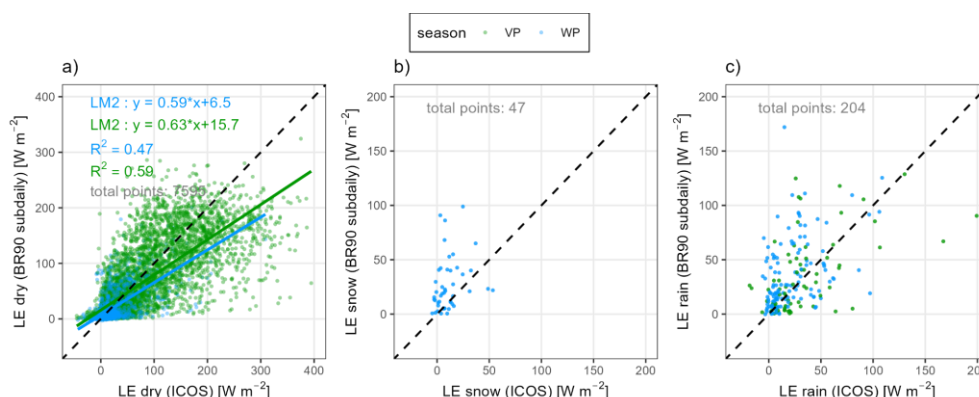 season VP WP
a)
LM2 : y = 0.59*x+6.5
LM2 : y = 0.63*x+15.7
R² = 0.47
R² = 0.59
total points: 7595
400
300
200
100
0
LE dry (BR90 subdaily) [W m⁻²]
0 100 200 300 400
LE dry (ICOS) [W m⁻²]
b)
total points: 47
200
150
100
50
0
LE snow (BR90 subdaily) [W m⁻²]
0 50 100 150 200
LE snow (ICOS) [W m⁻²]
c)
total points: 204
200
150
100
50
0
LE rain (BR90 subdaily) [W m⁻²]
0 50 100 150 200
LE rain (ICOS) [W m⁻²]